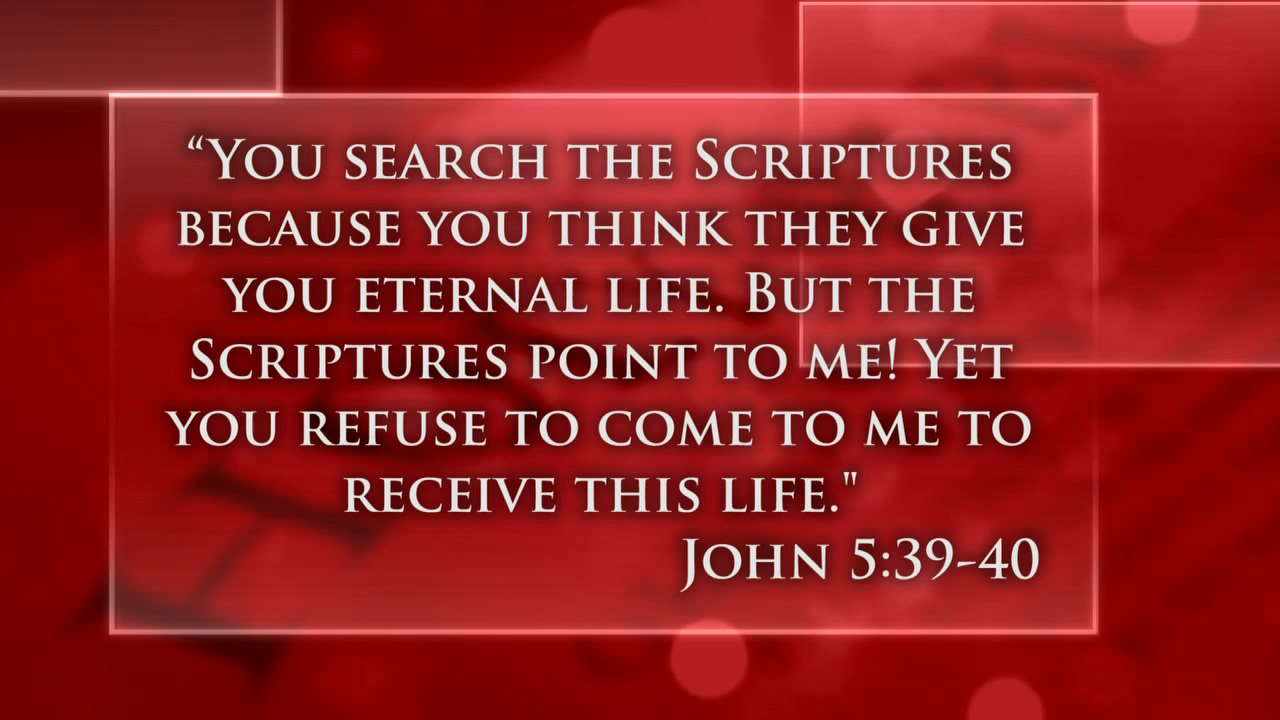 “You search the Scriptures
because you think they give
you eternal life. But the
Scriptures point to me! Yet
you refuse to come to me to
receive this life."
John 5:39-40